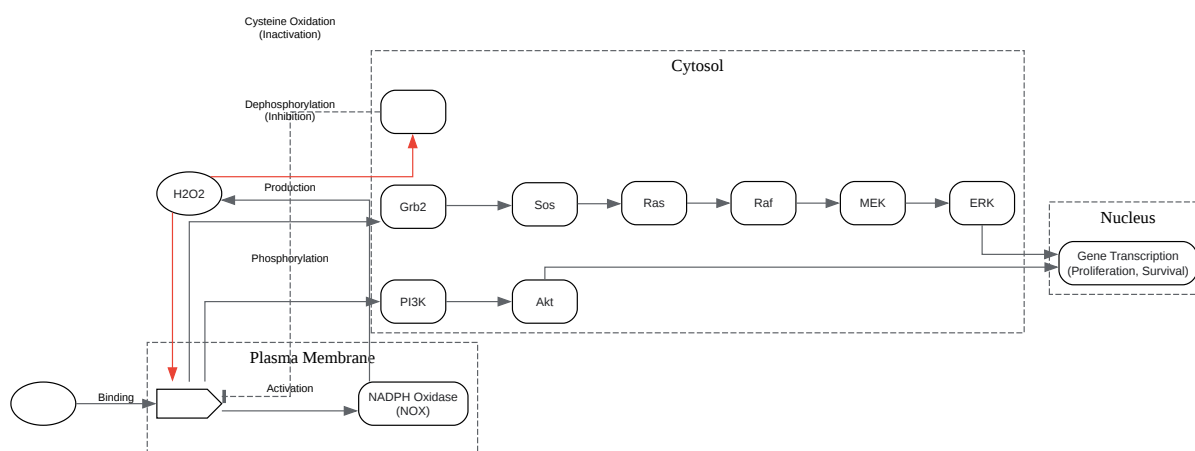 Cysteine Oxidation
(Inactivation)
Cytosol
Dephosphorylation
(Inhibition)
H2O2
Production
Grb2
Sos
Ras
Raf
MEK
ERK
Nucleus
Gene Transcription
(Proliferation, Survival)
Phosphorylation
PI3K
Akt
Plasma Membrane
Binding
Activation
NADPH Oxidase
(NOX)